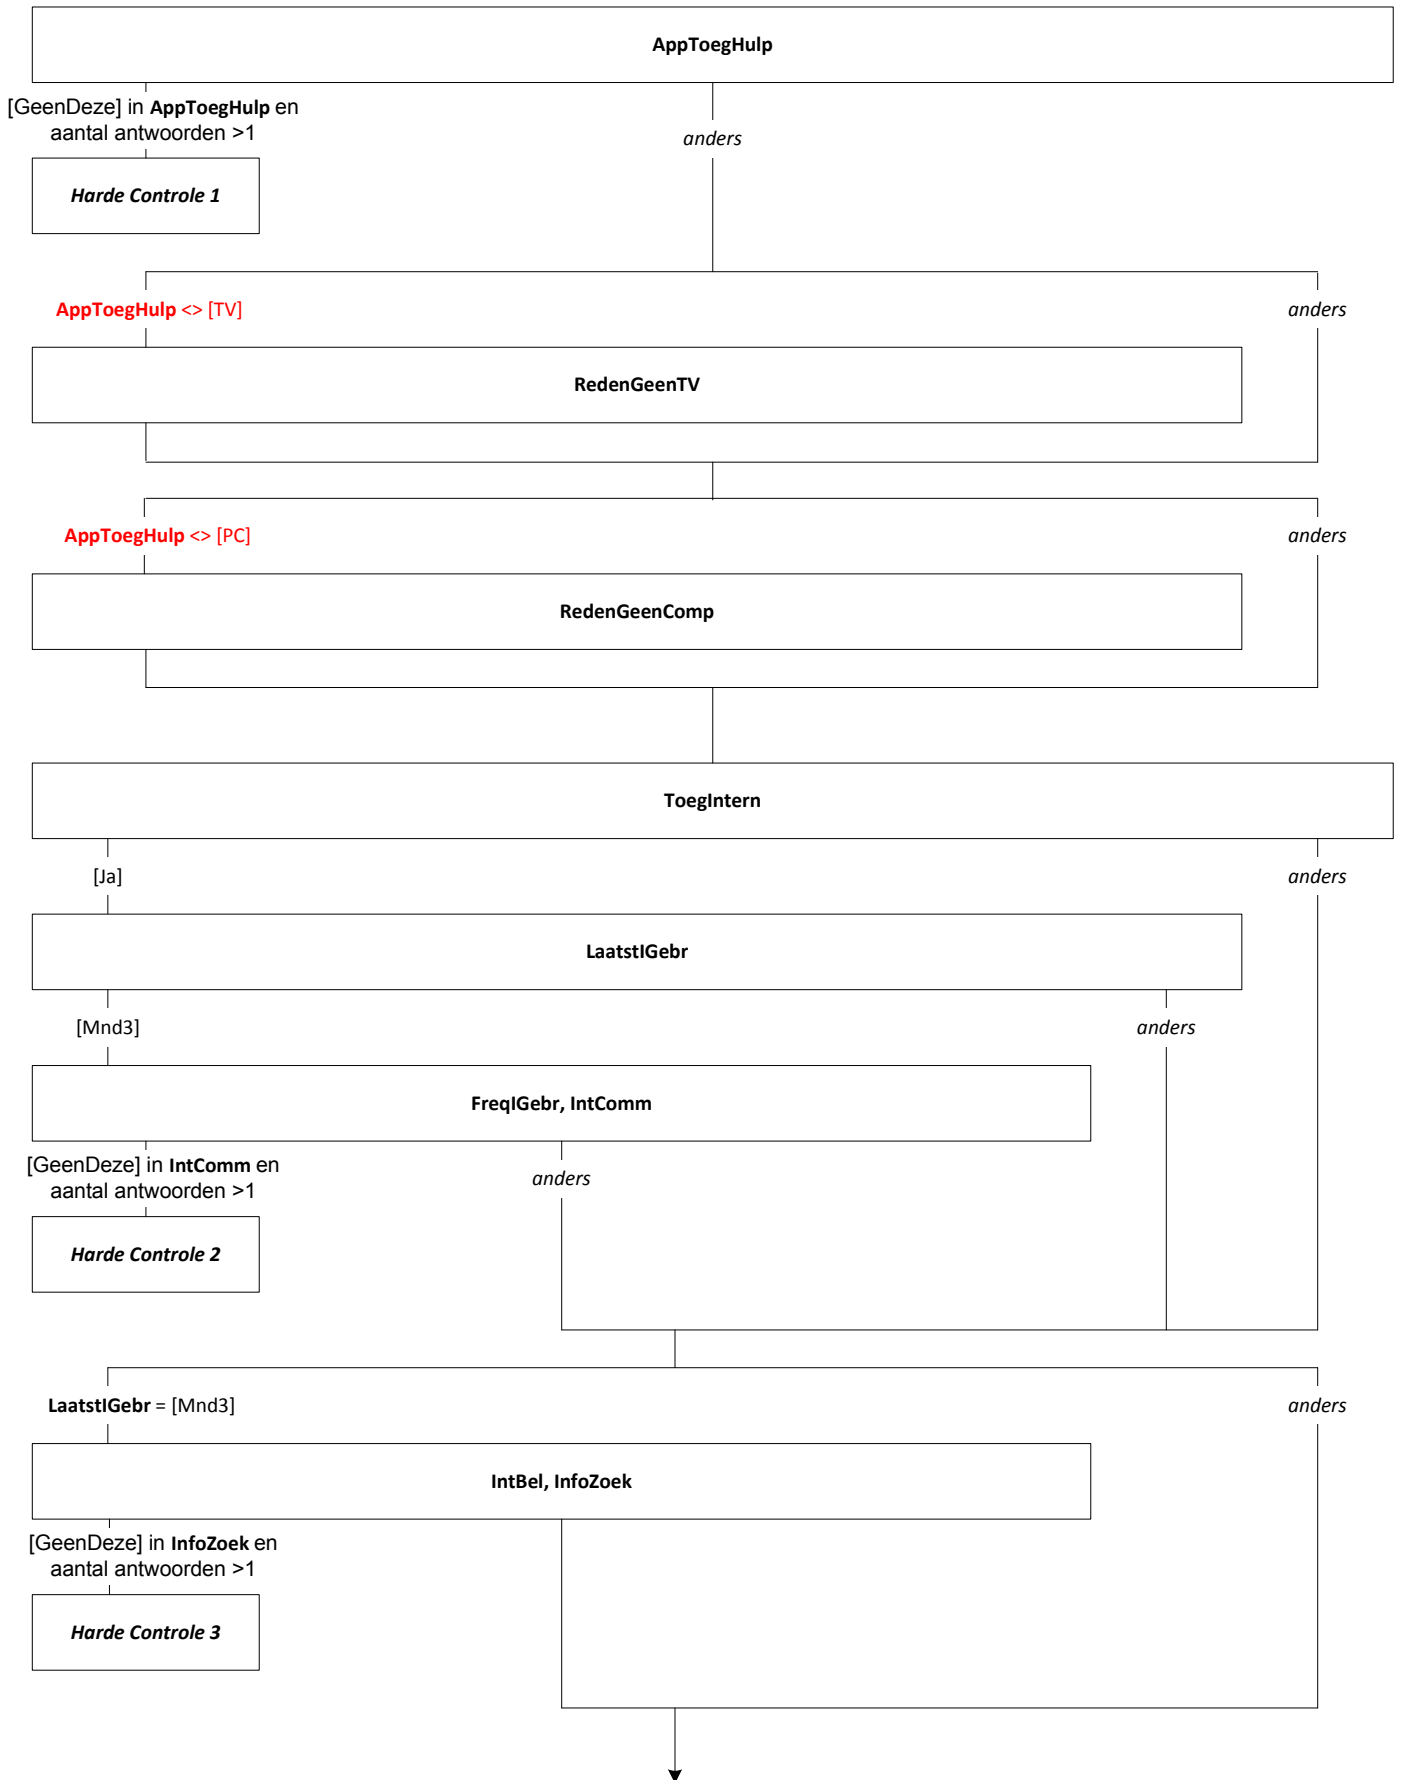 AppToegHulp
[GeenDeze] in AppToegHulp en
aantal antwoorden >1
anders
Harde Controle 1
AppToegHulp <> [TV]
anders
RedenGeenTV
AppToegHulp <> [PC]
anders
RedenGeenComp
ToegIntern
[Ja]
anders
LaatstIGebr
[Mnd3]
anders
FreqIGebr, IntComm
[GeenDeze] in IntComm en
aantal antwoorden >1
anders
Harde Controle 2
LaatstIGebr = [Mnd3]
anders
IntBel, InfoZoek
[GeenDeze] in InfoZoek en
aantal antwoorden >1
Harde Controle 3